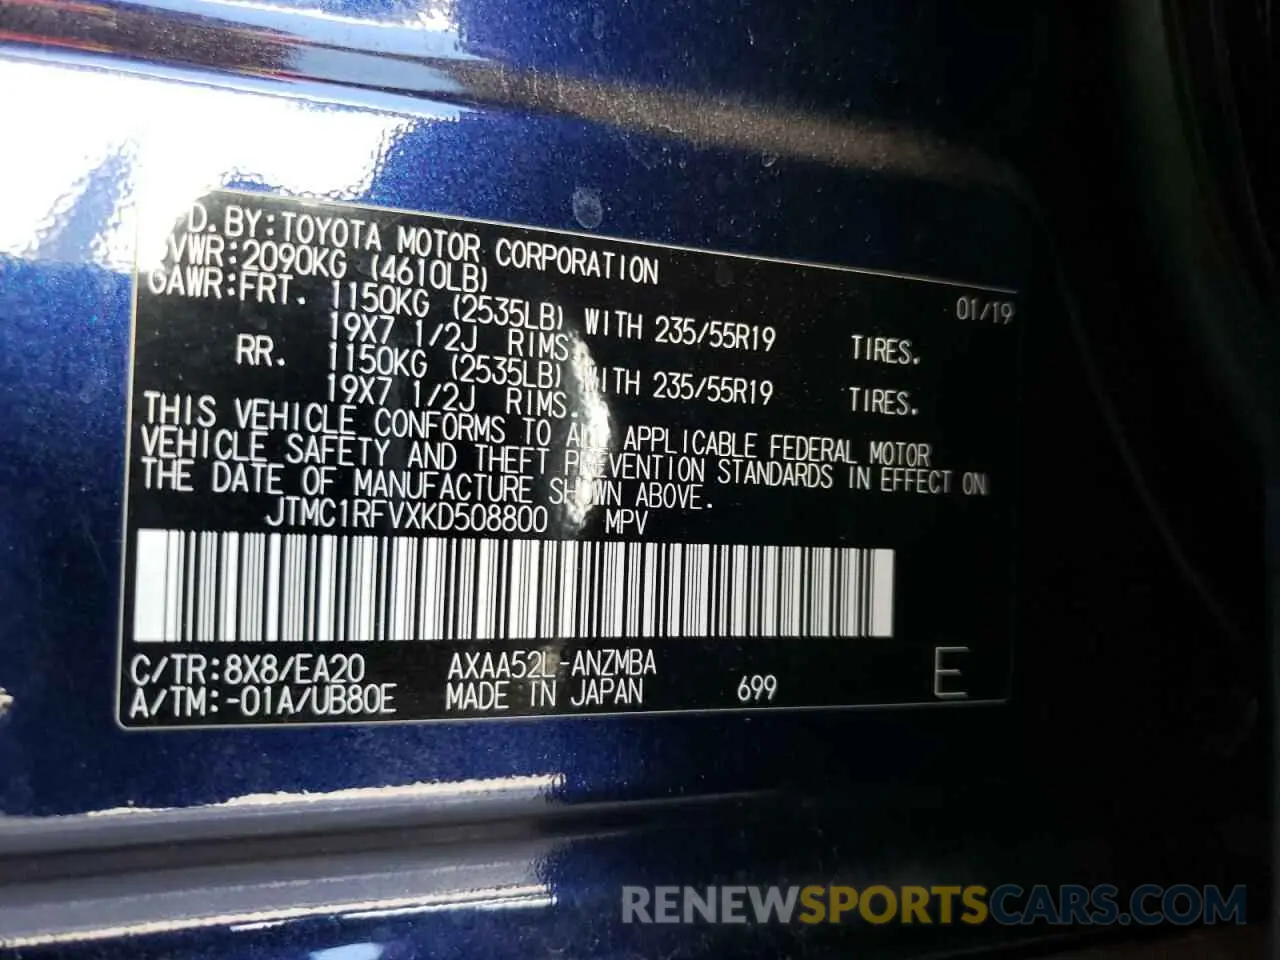 D.BY:TOYOTA MOTOR CORPORATION
01/19
GVWR:2090KG (4610LB)
GAWR:FRT. 1150KG (2535LB) WITH 235/55R19 TIRES.
19X7 1/2J RIMS.
RR. 1150KG (2535LB) WITH 235/55R19 TIRES.
19X7 1/2J RIMS.
THIS VEHICLE CONFORMS TO ALL APPLICABLE FEDERAL MOTOR
VEHICLE SAFETY AND THEFT PREVENTION STANDARDS IN EFFECT ON
THE DATE OF MANUFACTURE SHOWN ABOVE.
JTMC1RFVXKD508800 MPV
C/TR:8X8/EA20 AXAA52L-ANZMBA
A/TM:-01A/UB80E MADE IN JAPAN 699 E
RENEWSPORTSCARS.COM